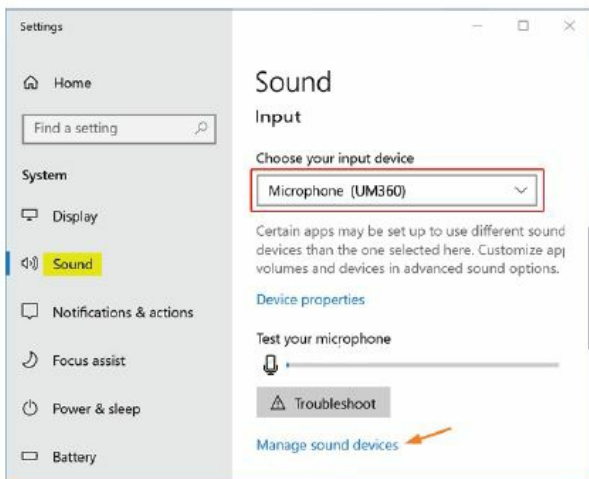 Settings
Home
Find a setting
System
Display
Sound
Notifications & actions
Focus assist
Power & sleep
Battery
Sound
Input
Choose your input device
Microphone (UM360)
Certain apps may be set up to use different sound
devices than the one selected here. Customize app
volumes and devices in advanced sound options.
Device properties
Test your microphone
Troubleshoot
Manage sound devices